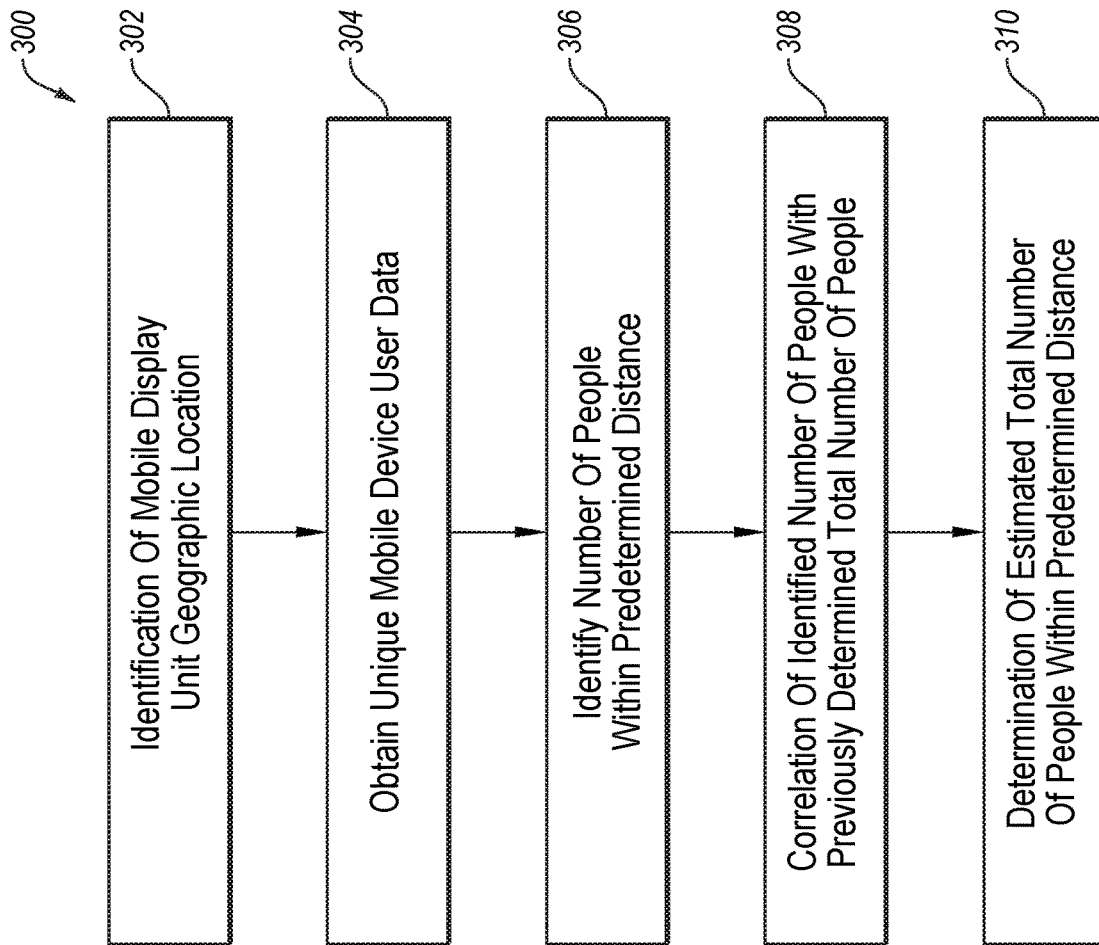 300
302
Identification Of Mobile Display
Unit Geographic Location
304
Obtain Unique Mobile Device User Data
306
Identify Number Of People
Within Predetermined Distance
308
Correlation Of Identified Number Of People With
Previously Determined Total Number Of People
310
Determination Of Estimated Total Number
Of People Within Predetermined Distance